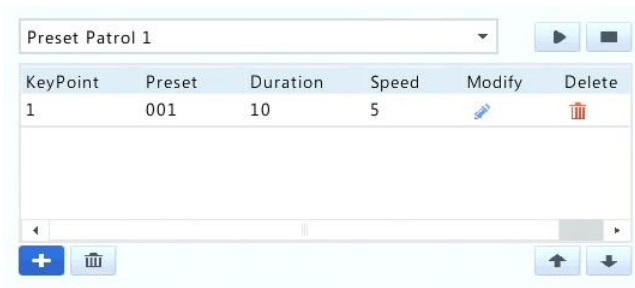 Preset Patrol 1
KeyPoint Preset Duration Speed Modify Delete
1 001 10 5